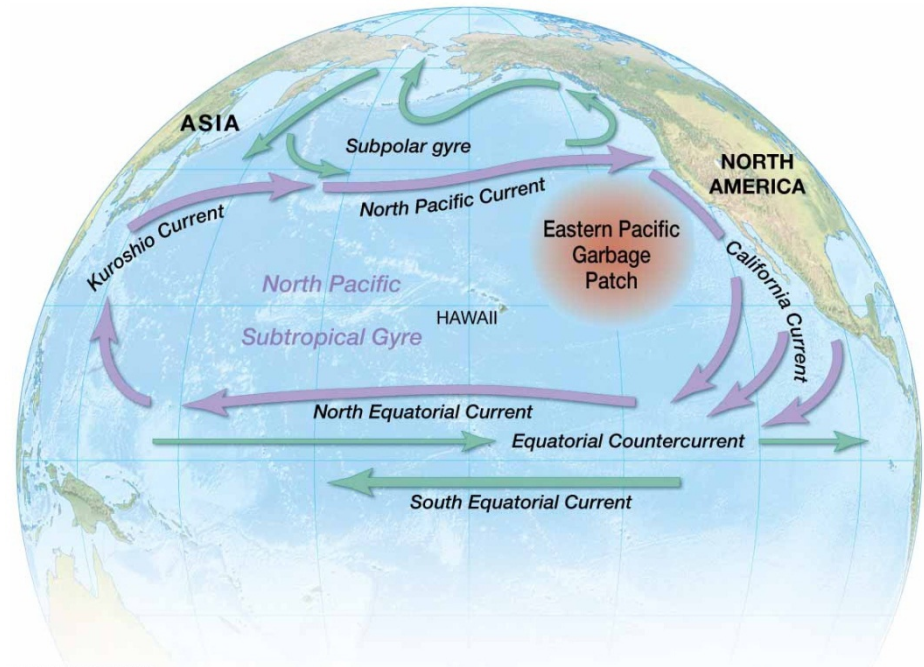 ASIA
Subpolar gyre
NORTH
AMERICA
North Pacific Current
Kuroshio Current
Eastern Pacific
Garbage
Patch
California Current
North Pacific
HAWAII
Subtropical Gyre
North Equatorial Current
Equatorial Countercurrent
South Equatorial Current